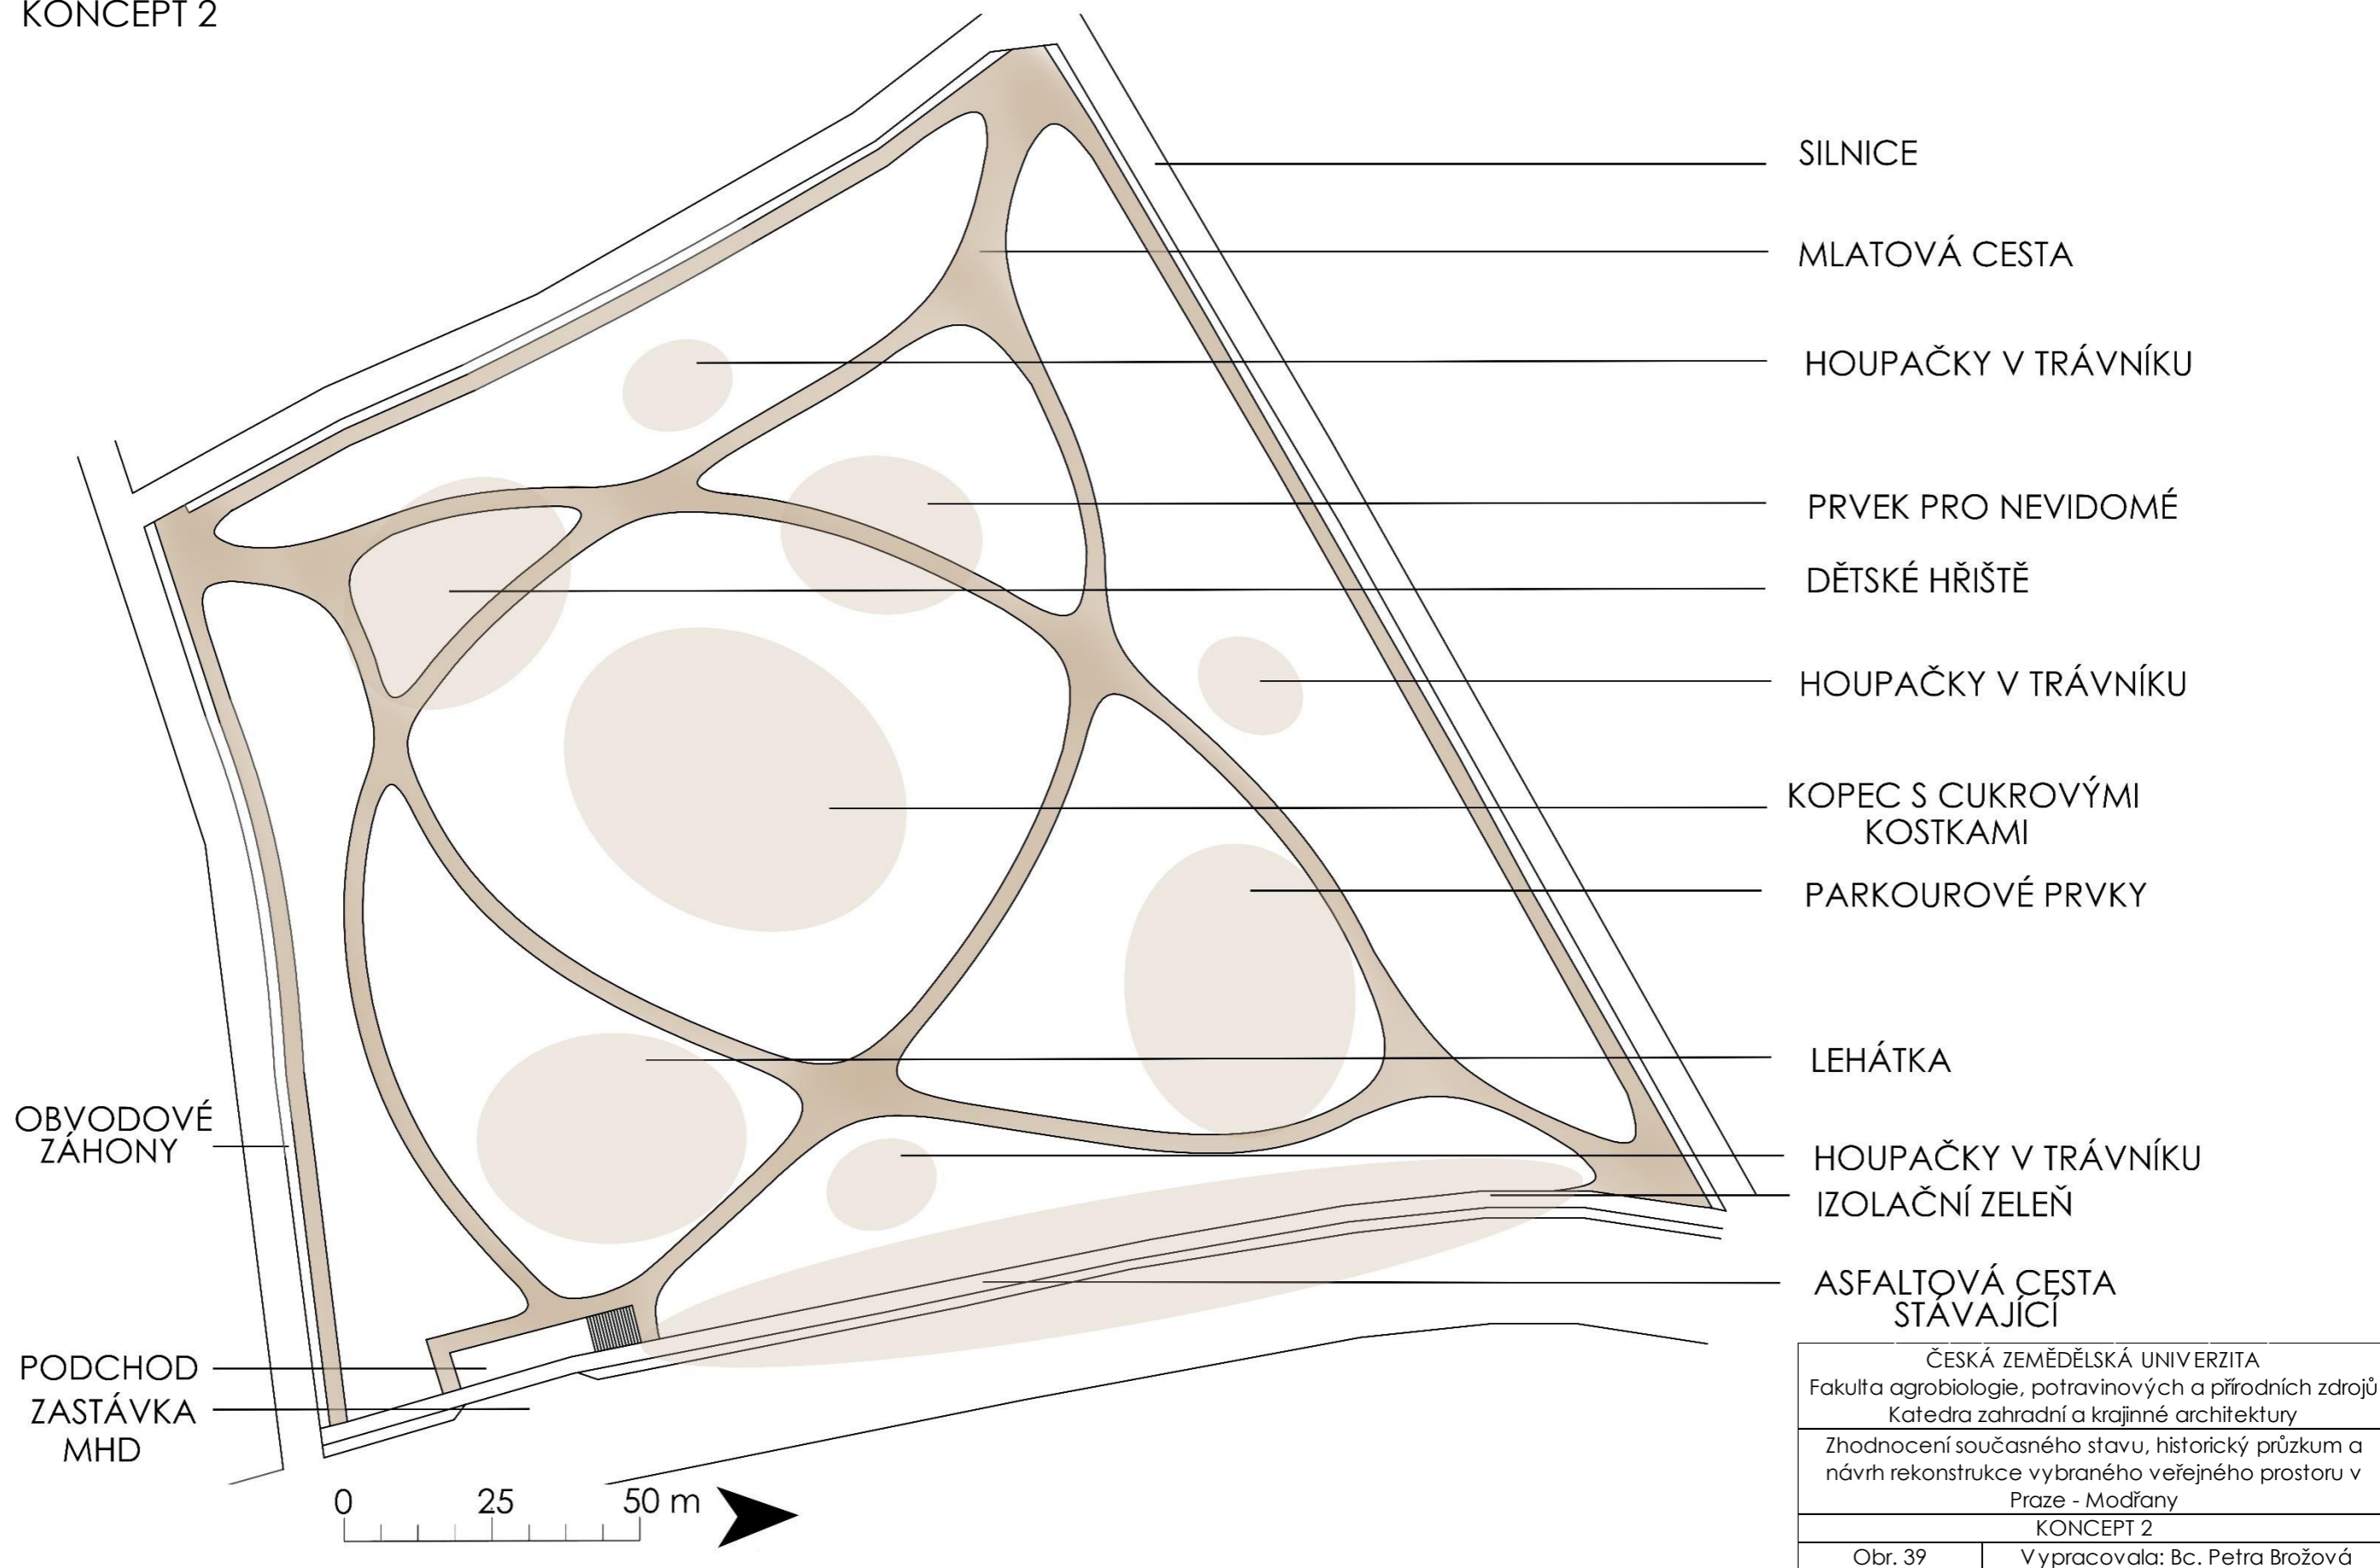 KONCEPT 2
SILNICE
MLATOVÁ CESTA
HOUPAČKY V TRÁVNÍKU
PRVEK PRO NEVIDOMÉ
DĚTSKÉ HŘIŠTĚ
HOUPAČKY V TRÁVNÍKU
KOPEC S CUKROVÝMI
KOSTKAMI
PARKOUROVÉ PRVKY
LEHÁTKA
HOUPAČKY V TRÁVNÍKU
IZOLAČNÍ ZELEŇ
ASFALTOVÁ CESTA
STÁVAJÍCÍ
OBVODOVÉ
ZÁHONY
PODCHOD
ZASTÁVKA
MHD
0 25 50 m
ČESKÁ ZEMĚDĚLSKÁ UNIVERZITA
Fakulta agrobiologie, potravinových a přírodních zdrojů
Katedra zahradní a krajinné architektury
Zhodnocení současného stavu, historický průzkum a
návrh rekonstrukce vybraného veřejného prostoru v
Praze - Modřany
KONCEPT 2
Obr. 39 Vypracovala: Bc. Petra Brožová